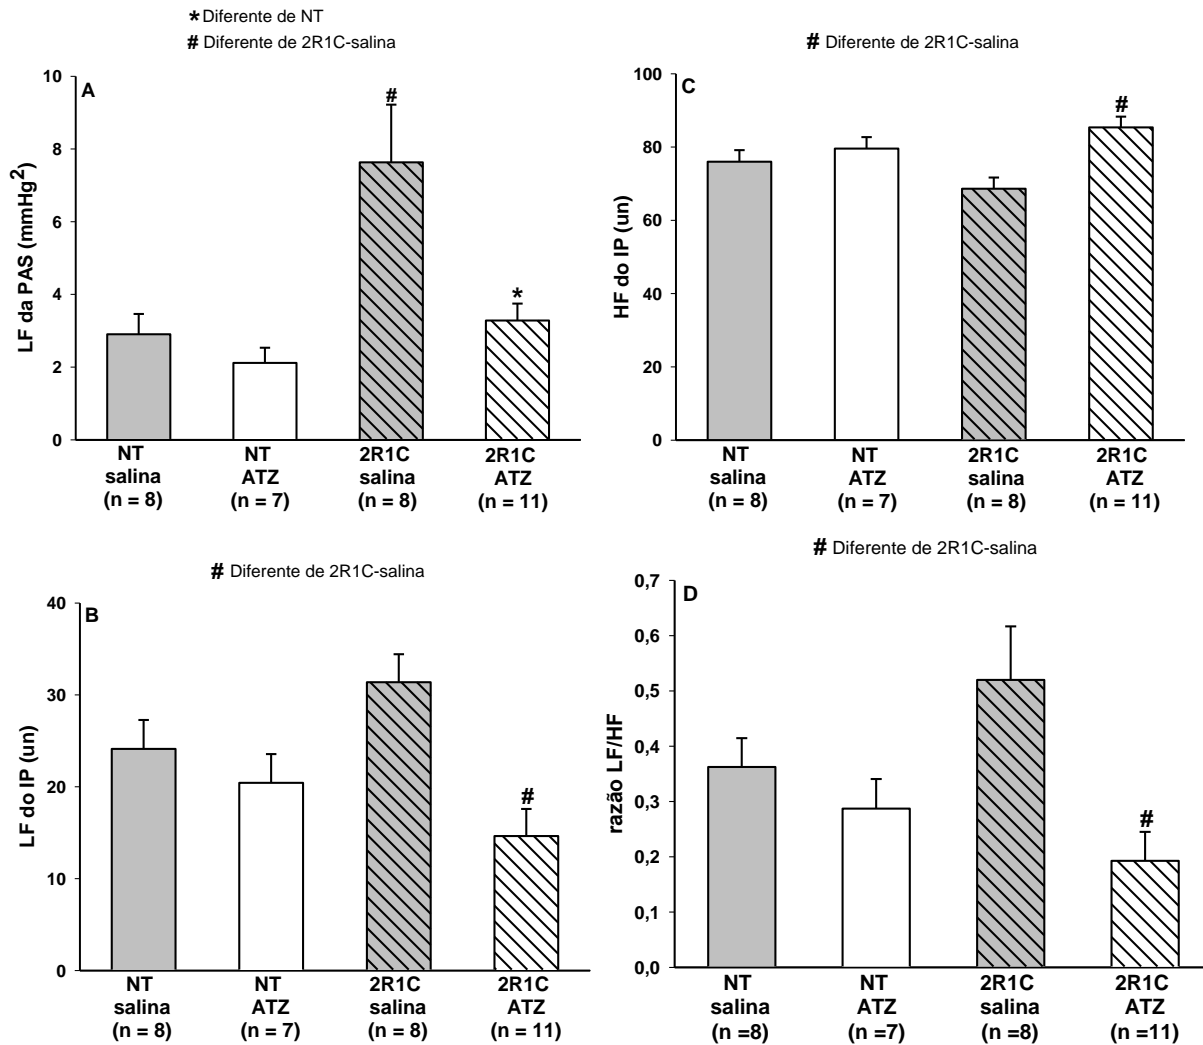 * Diferente de NT
# Diferente de 2R1C-salina
A
LF da PAS (mmHg²)
10
8
6
4
2
0
#
*
NT
salina
(n = 8)
NT
ATZ
(n = 7)
2R1C
salina
(n = 8)
2R1C
ATZ
(n = 11)
# Diferente de 2R1C-salina
C
HF do IP (un)
100
80
60
40
20
0
#
NT
salina
(n = 8)
NT
ATZ
(n = 7)
2R1C
salina
(n = 8)
2R1C
ATZ
(n = 11)
# Diferente de 2R1C-salina
B
LF do IP (un)
40
30
20
10
0
#
NT
salina
(n = 8)
NT
ATZ
(n = 7)
2R1C
salina
(n = 8)
2R1C
ATZ
(n = 11)
# Diferente de 2R1C-salina
D
razão LF/HF
0,7
0,6
0,5
0,4
0,3
0,2
0,1
0,0
#
NT
salina
(n =8)
NT
ATZ
(n =7)
2R1C
salina
(n =8)
2R1C
ATZ
(n =11)